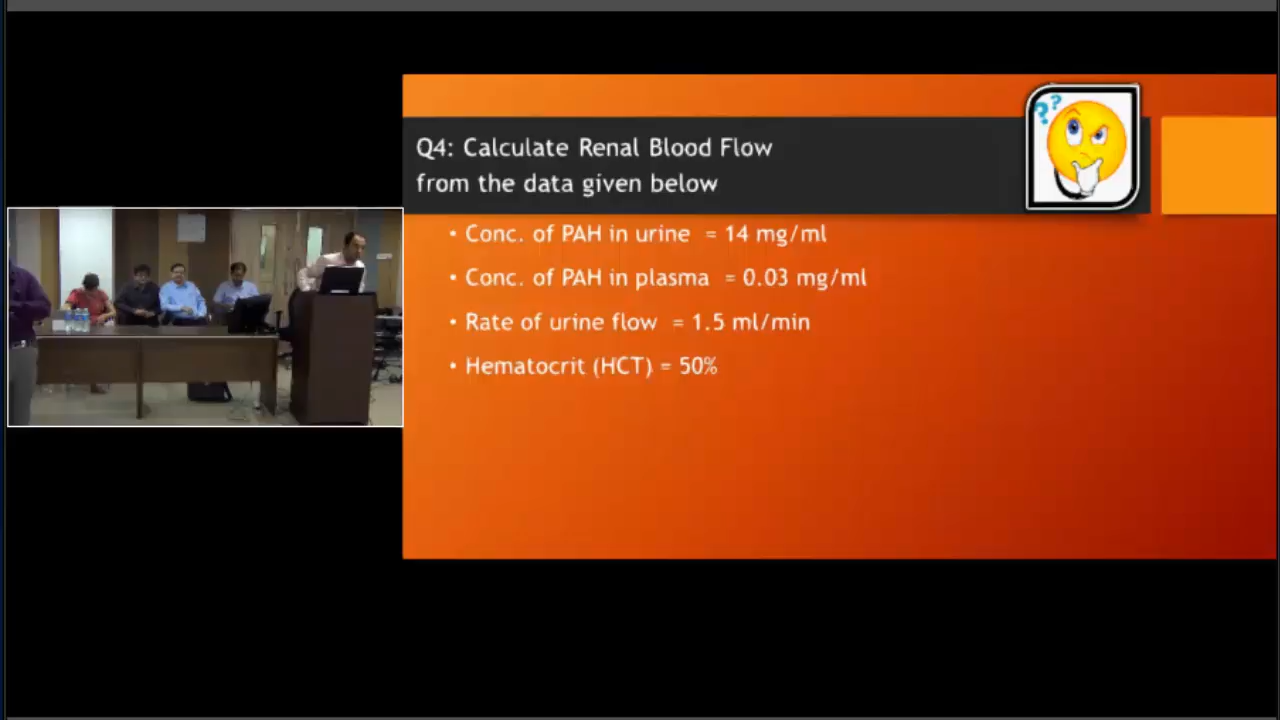 Q4: Calculate Renal Blood Flow
from the data given below
??
• Conc. of PAH in urine = 14 mg/ml
• Conc. of PAH in plasma = 0.03 mg/ml
• Rate of urine flow = 1.5 ml/min
• Hematocrit (HCT) = 50%